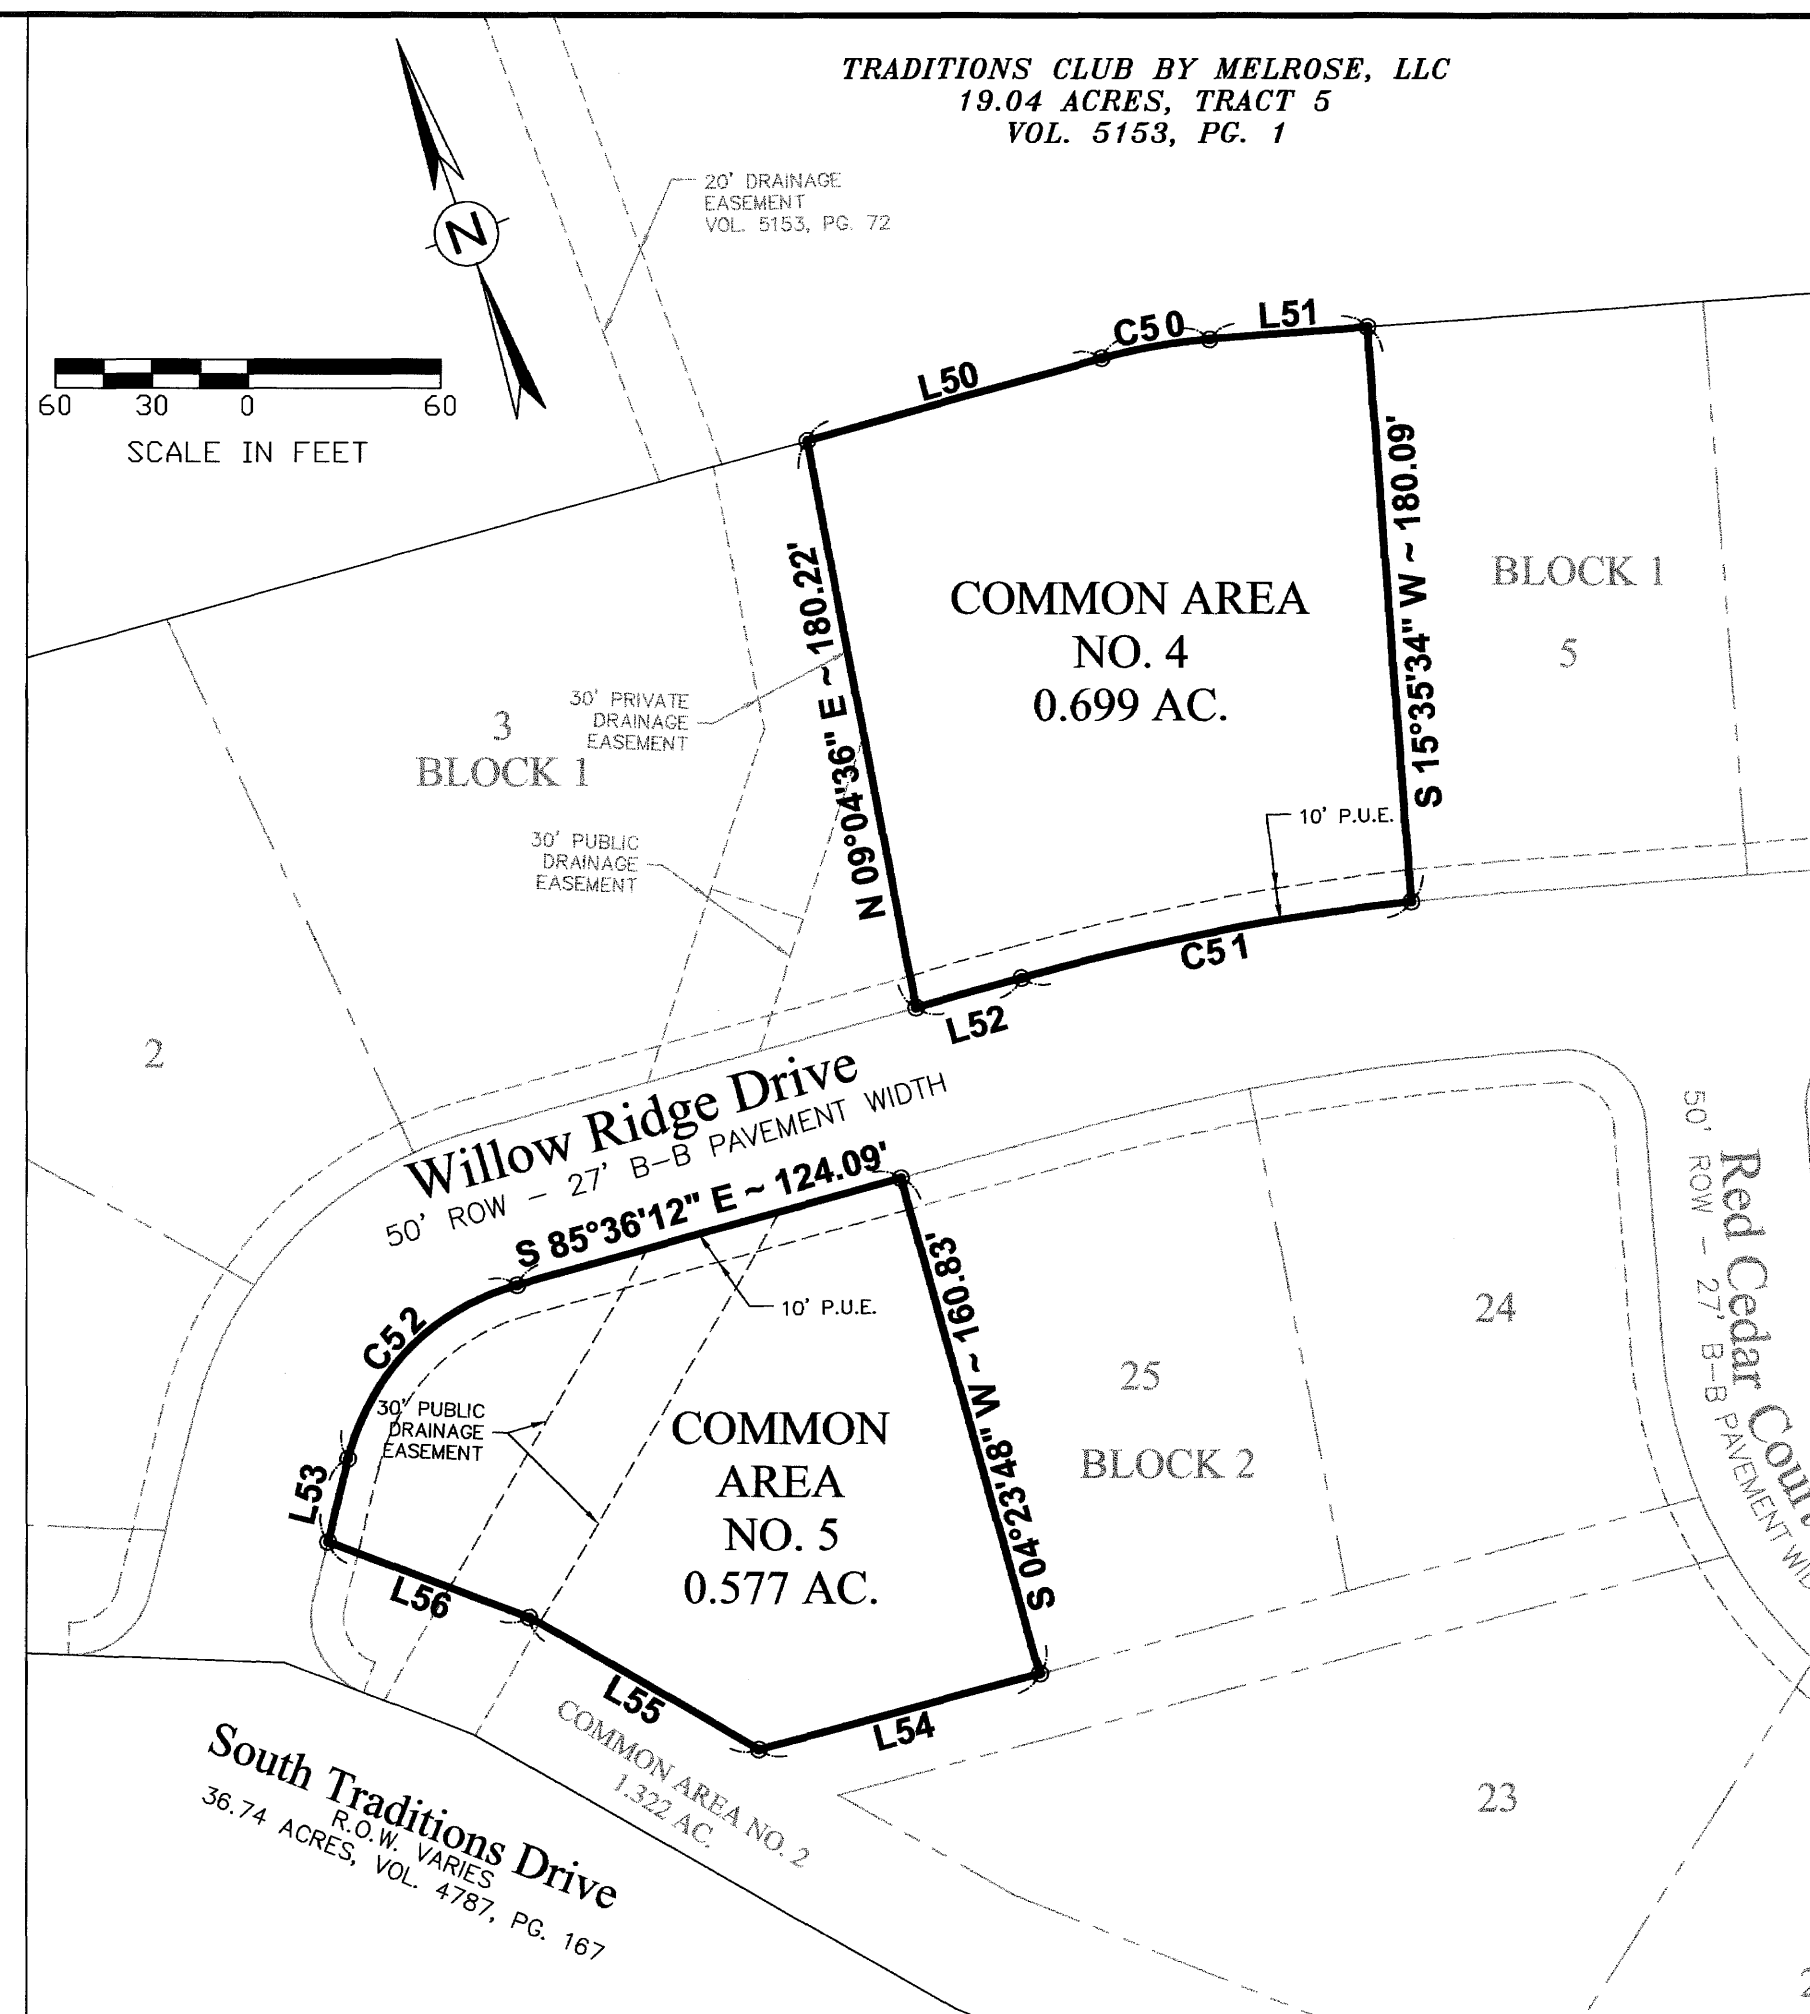 TRADITIONS CLUB BY MELROSE, LLC
19.04 ACRES, TRACT 5
VOL. 5153, PG. 1
20' DRAINAGE
EASEMENT
VOL. 5153, PG. 72
N
60 30 0 60
SCALE IN FEET
L50
C50
L51
N 09°04'36" E ~ 180.22'
COMMON AREA
NO. 4
0.699 AC.
S 15°35'34" W ~ 180.09'
BLOCK 1
5
30' PRIVATE
DRAINAGE
EASEMENT
3
BLOCK 1
30' PUBLIC
DRAINAGE
EASEMENT
10' P.U.E.
C51
L52
2
Willow Ridge Drive
50' ROW - 27' B-B PAVEMENT WIDTH
S 85°36'12" E ~ 124.09'
10' P.U.E.
C52
30' PUBLIC
DRAINAGE
EASEMENT
COMMON
AREA
NO. 5
0.577 AC.
S 04°23'48" W ~ 160.83'
25
BLOCK 2
24
Red Cedar Cour
50' ROW - 27' B-B PAVEMENT WI
L53
L56
L55
L54
COMMON AREA NO. 2
1.322 AC.
23
South Traditions Drive
R.O.W. VARIES
36.74 ACRES, VOL. 4787, PG. 167